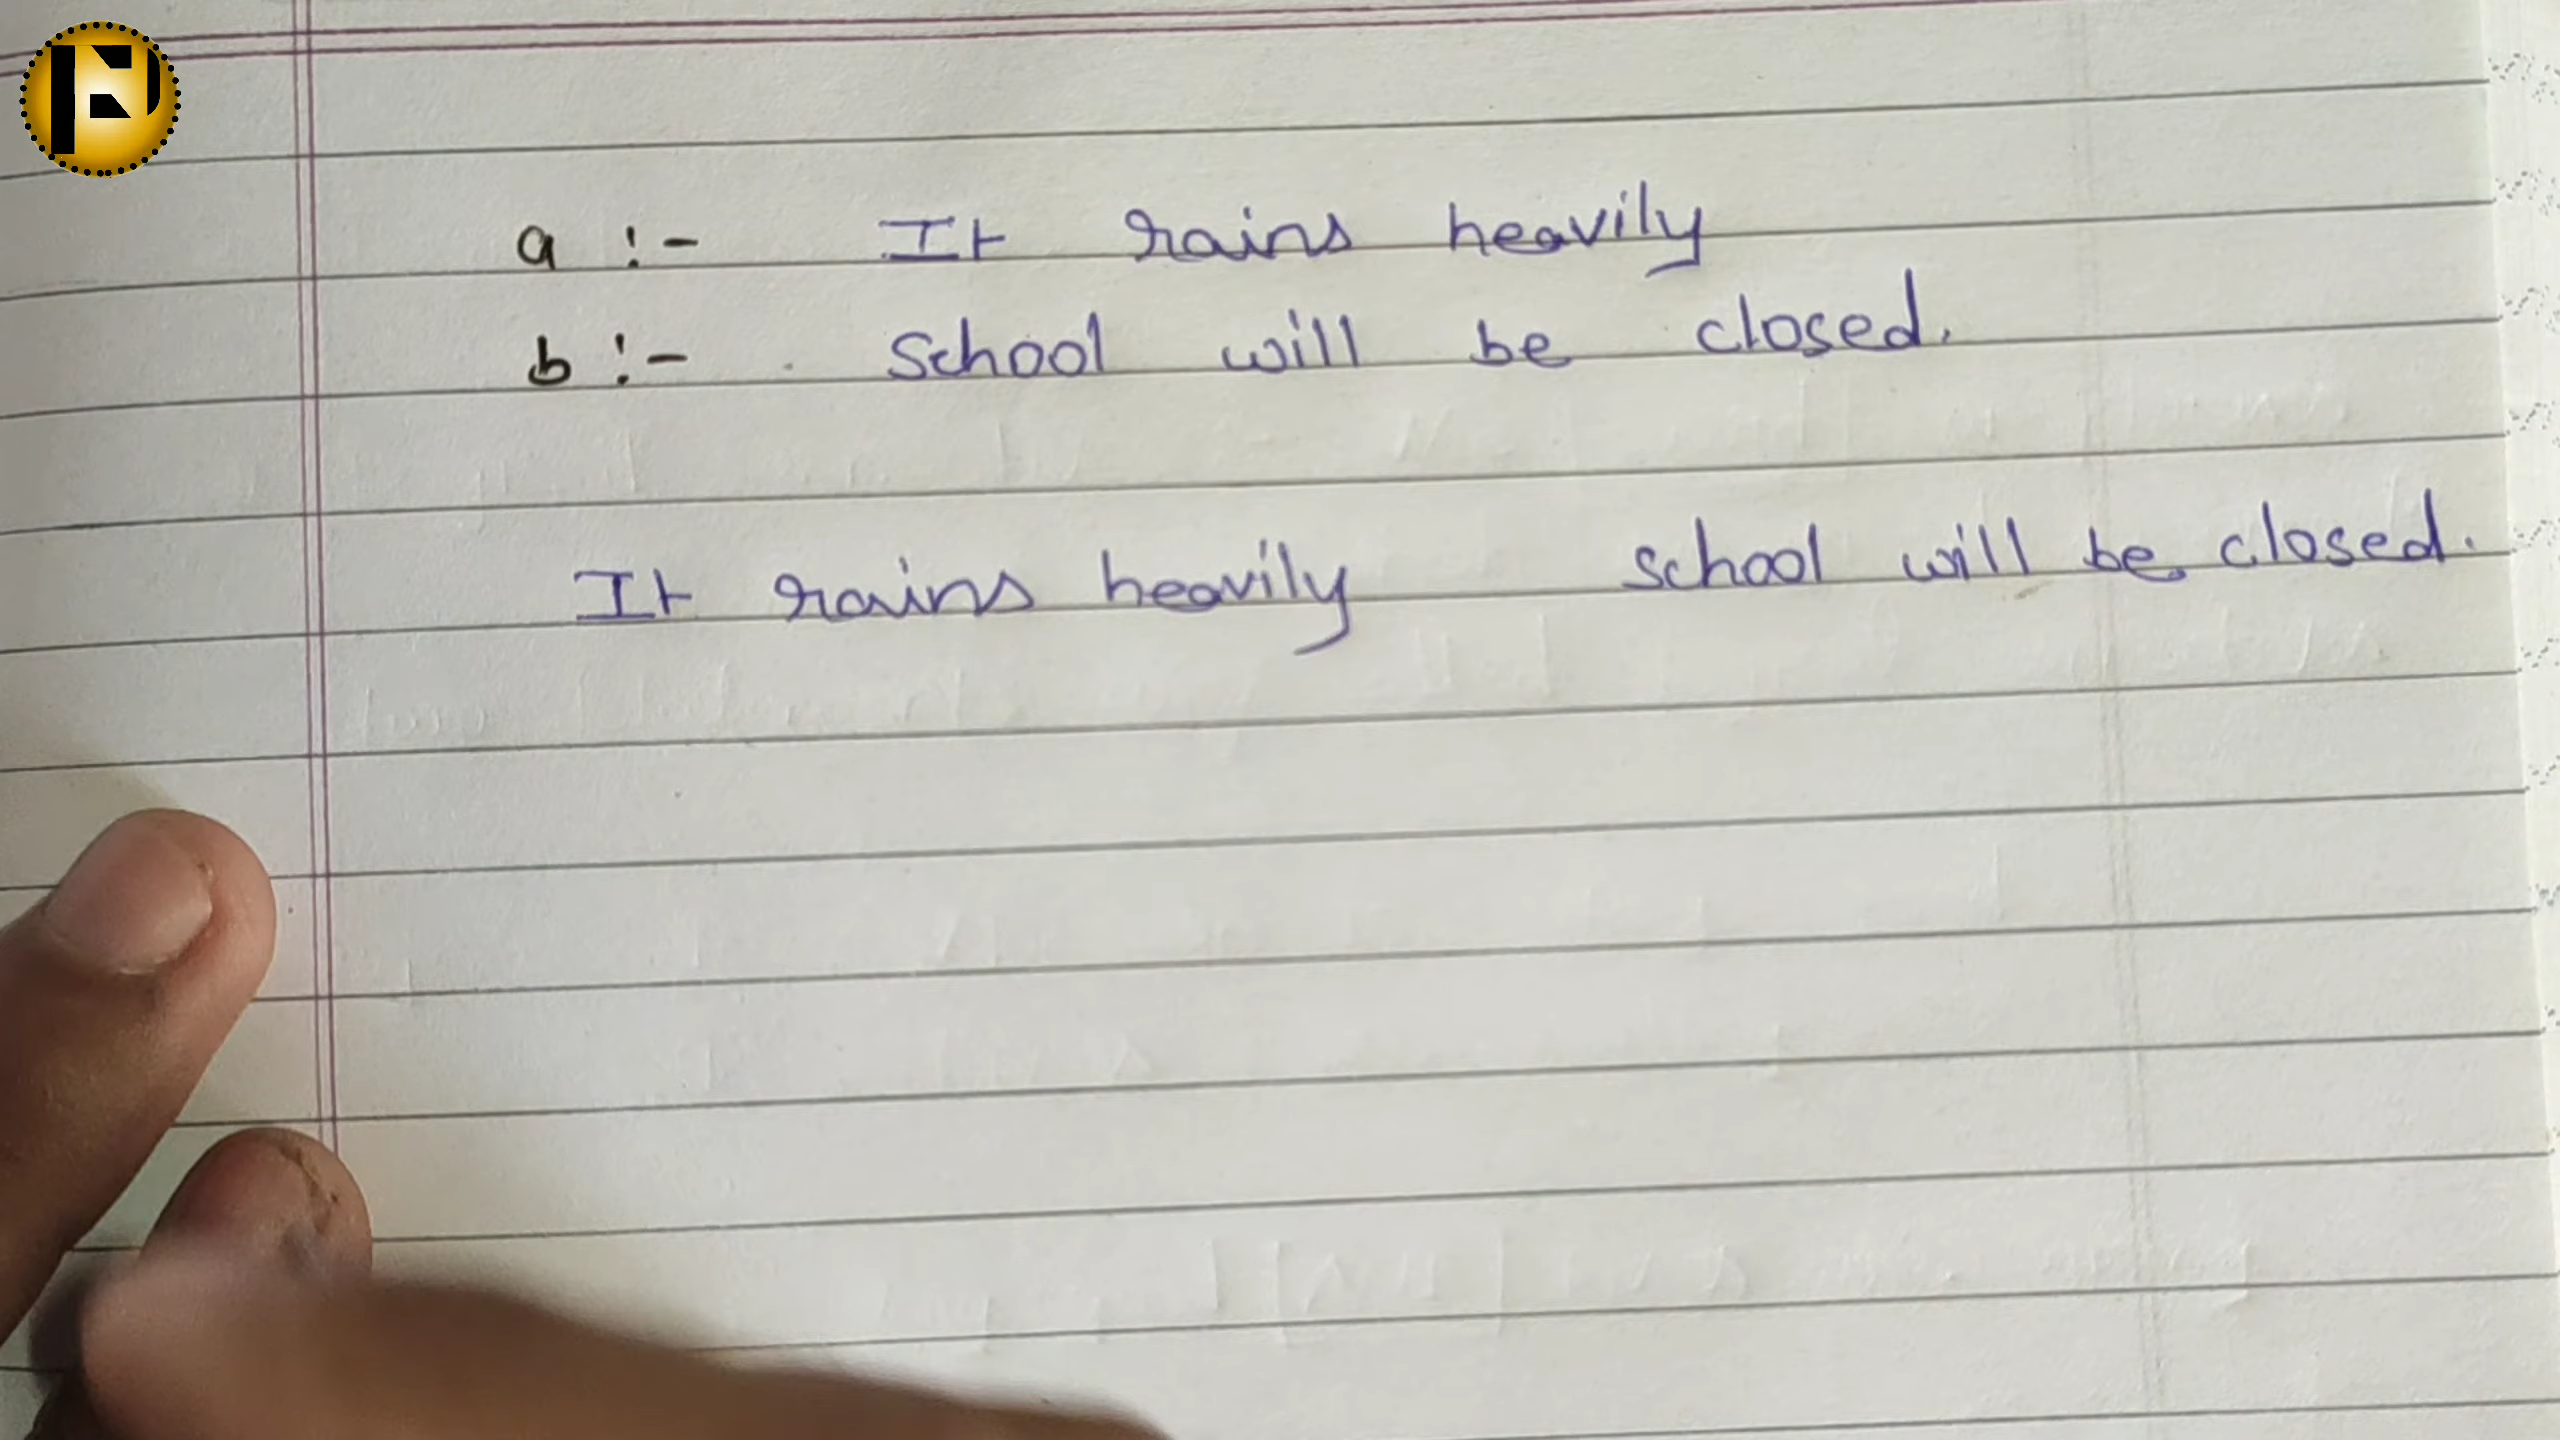 a :- It rains heavily
b :- School will be closed.
It rains heavily school will be closed.